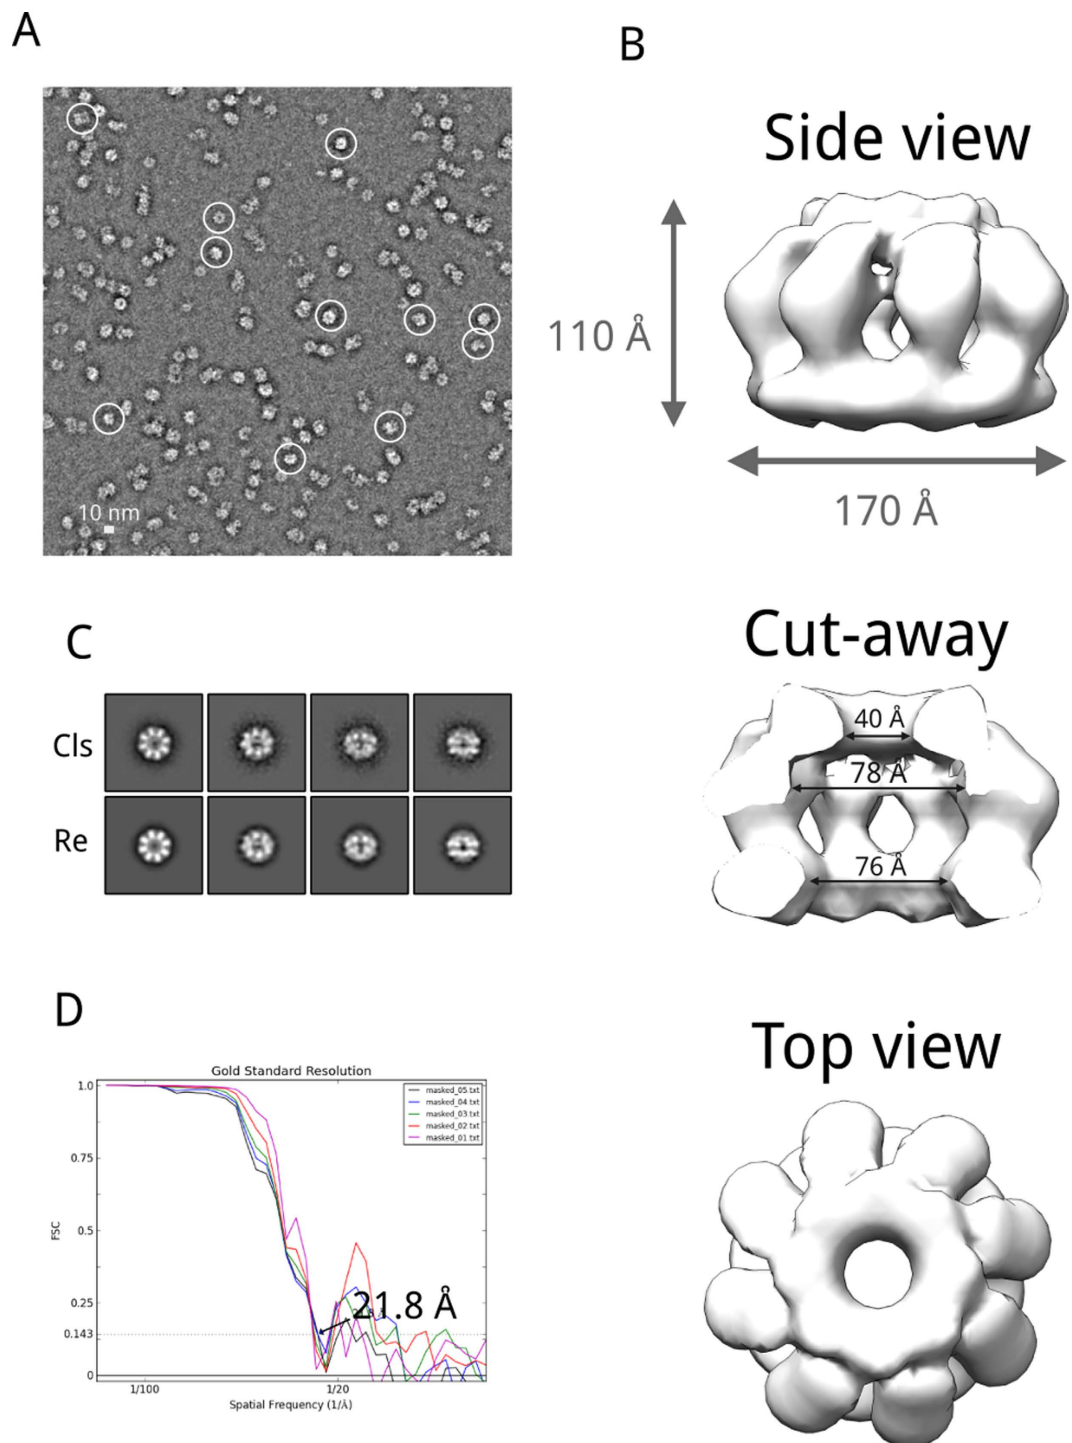 A
B
10 nm
Side view
110 Å
170 Å
C
Cls
Re
Cut-away
40 Å
78 Å
76 Å
D
Gold Standard Resolution
masked_05.txt
masked_04.txt
masked_03.txt
masked_02.txt
masked_01.txt
1.0
0.75
0.5
0.25
0.143
0
FSC
21.8 Å
1/100
1/20
Spatial Frequency (1/Å)
Top view